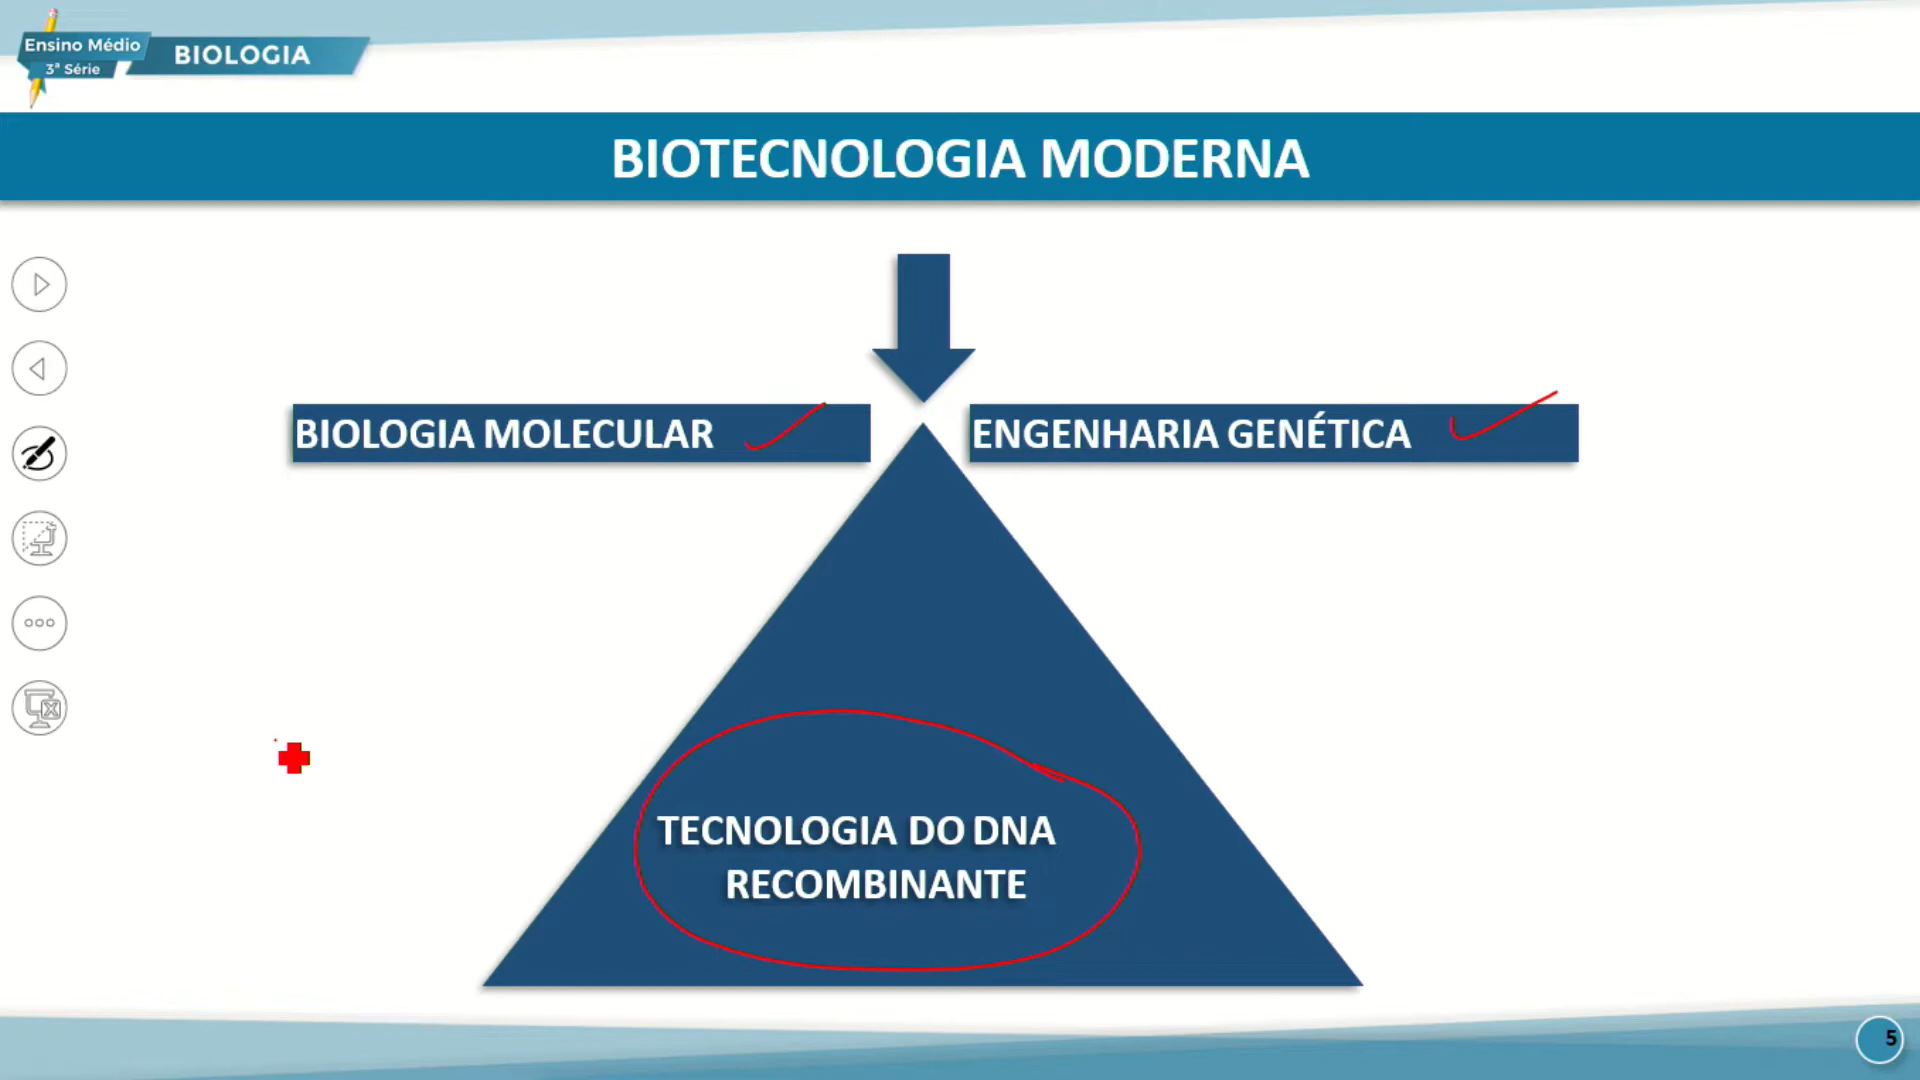 Ensino Médio
3ª Série
BIOLOGIA
BIOTECNOLOGIA MODERNA
BIOLOGIA MOLECULAR
ENGENHARIA GENÉTICA
TECNOLOGIA DO DNA
RECOMBINANTE
5